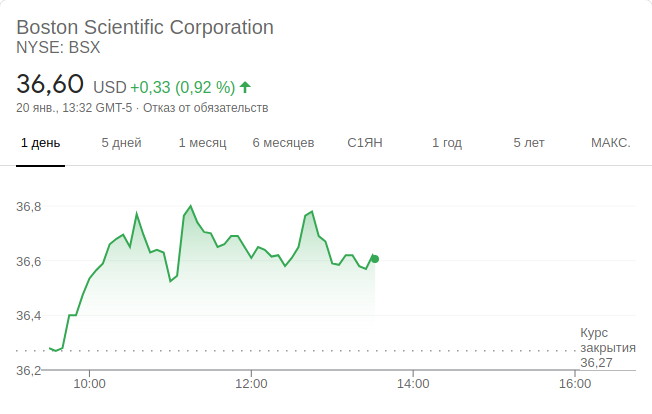 Boston Scientific Corporation
NYSE: BSX
36,60 USD +0,33 (0,92 %)
20 янв., 13:32 GMT-5 · Отказ от обязательств
1 день 5 дней 1 месяц 6 месяцев С1ЯН 1 год 5 лет МАКС.
36,8
36,6
36,4
Курс
закрытия
36,27
36,2
10:00 12:00 14:00 16:00